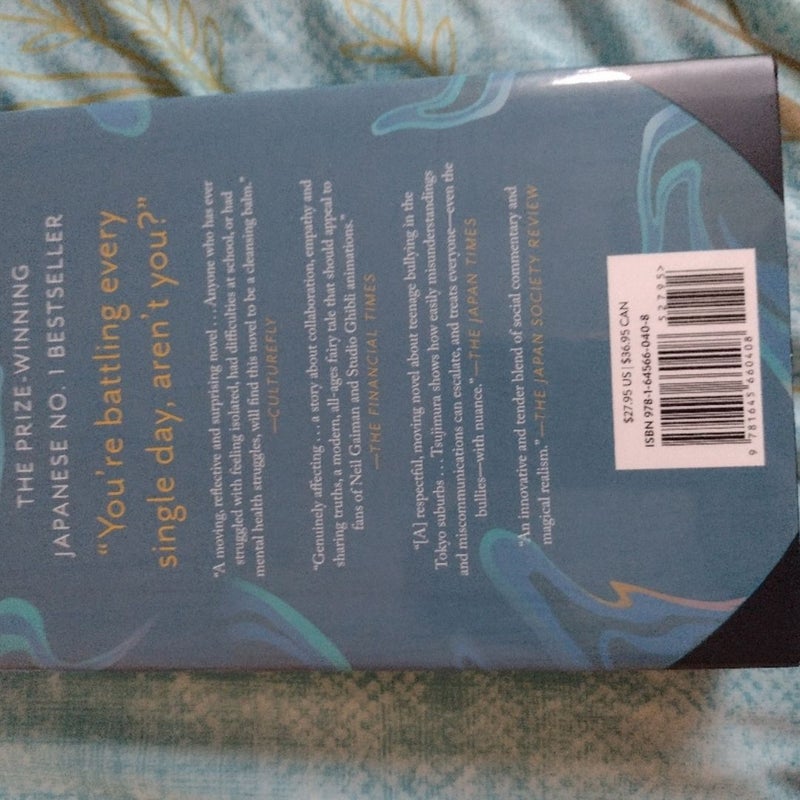 THE PRIZE-WINNING
JAPANESE NO. 1 BESTSELLER
“You’re battling every
single day, aren’t you?”
“A moving, reflective and surprising novel . . . Anyone who has ever
struggled with feeling isolated, had difficulties at school, or had
mental health struggles, will find this novel to be a cleansing balm.”
—CULTUREFLY
“Genuinely affecting . . . a story about collaboration, empathy and
sharing truths, a modern, all-ages fairy tale that should appeal to
fans of Neil Gaiman and Studio Ghibli animations.”
—THE FINANCIAL TIMES
“[A] respectful, moving novel about teenage bullying in the
Tokyo suburbs . . . Tsujimura shows how easily misunderstandings
and miscommunications can escalate, and treats everyone—even the
bullies—with nuance.” —THE JAPAN TIMES
“An innovative and tender blend of social commentary and
magical realism.” —THE JAPAN SOCIETY REVIEW
$27.95 US | $36.95 CAN
ISBN 978-1-64566-040-8
52795>
9 781645 660408